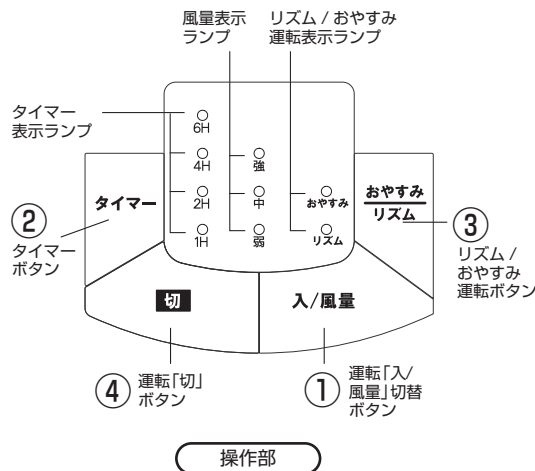 風量表示
ランプ
リズム / おやすみ
運転表示ランプ
タイマー
表示ランプ
6H
4H
2H
1H
強
中
弱
おやすみ
リズム
タイマー
おやすみ
リズム
②
タイマー
ボタン
③
リズム /
おやすみ
運転ボタン
切
入/風量
④
運転「切」
ボタン
①
運転「入/
風量」切替
ボタン
操作部